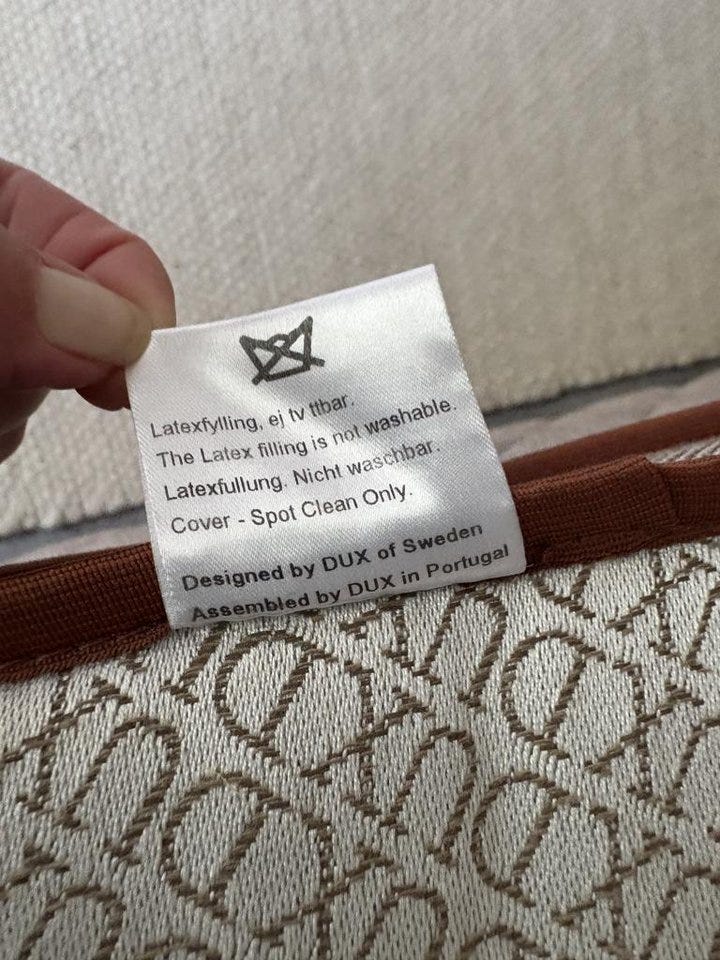 Latexfylling, ej tv ttbar.
The Latex filling is not washable.
Latexfullung. Nicht waschbar.
Cover - Spot Clean Only.
Designed by DUX of Sweden
Assembled by DUX in Portugal